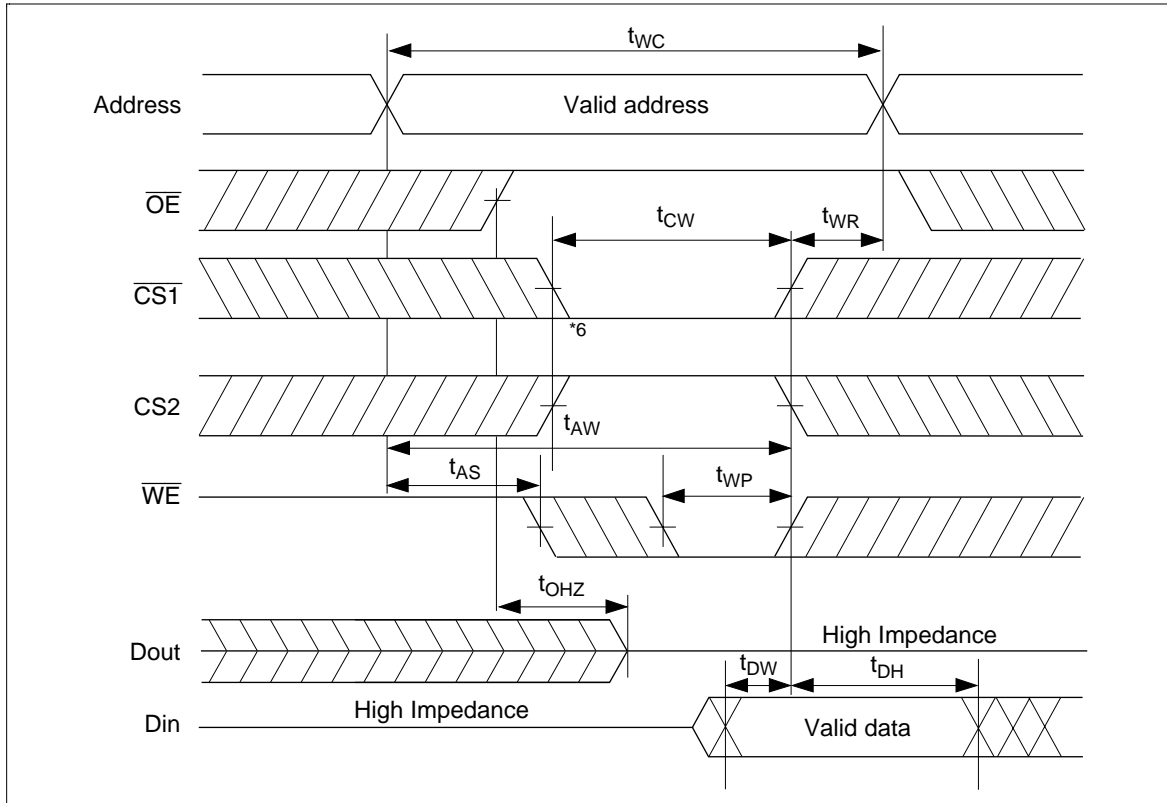 tWC
Address
Valid address
OE
tCW
tWR
CS1
*6
CS2
tAW
tAS
tWP
WE
tOHZ
High Impedance
Dout
tDW
tDH
High Impedance
Din
Valid data